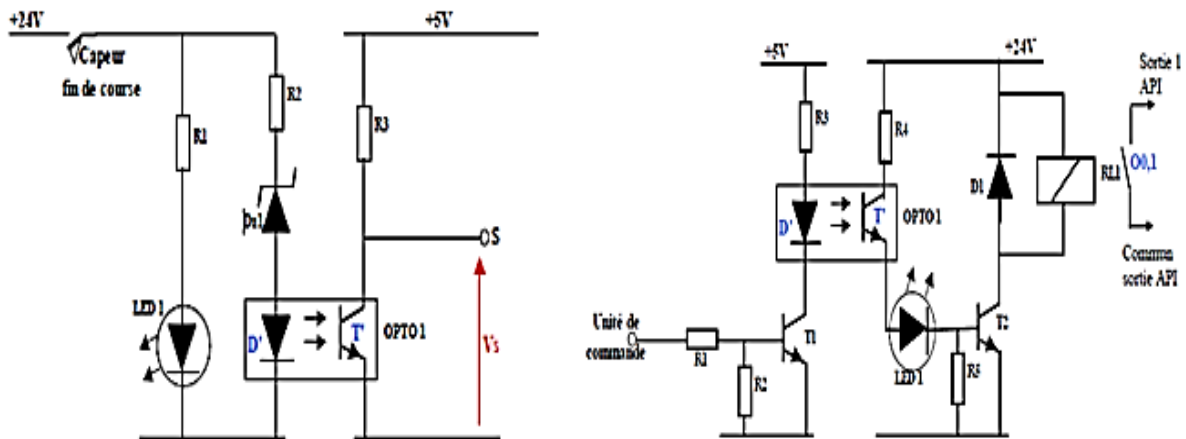 +24V
+5V
Capeur
fin de course
R1
R2
R3
Dz1
S
LED 1
D'
T'
OPTO 1
Vs
+5V
+24V
Sortie 1
API
R3
R4
D1
RL1
O0,1
D'
T'
OPTO 1
Common
sortie API
Unité de
commande
R1
R2
T1
LED 1
R5
T2